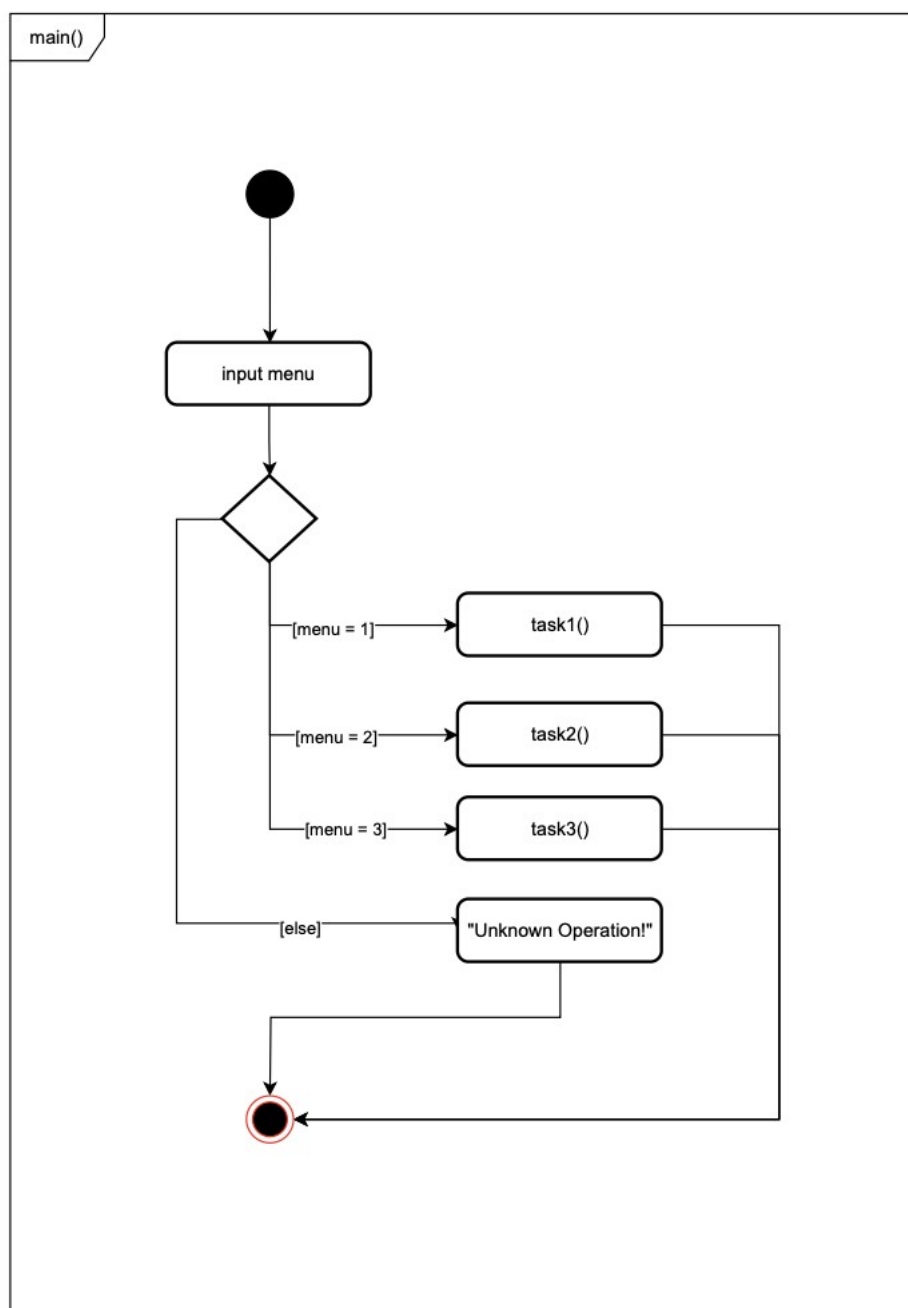 main()
input menu
[menu = 1]
task1()
[menu = 2]
task2()
[menu = 3]
task3()
[else]
"Unknown Operation!"